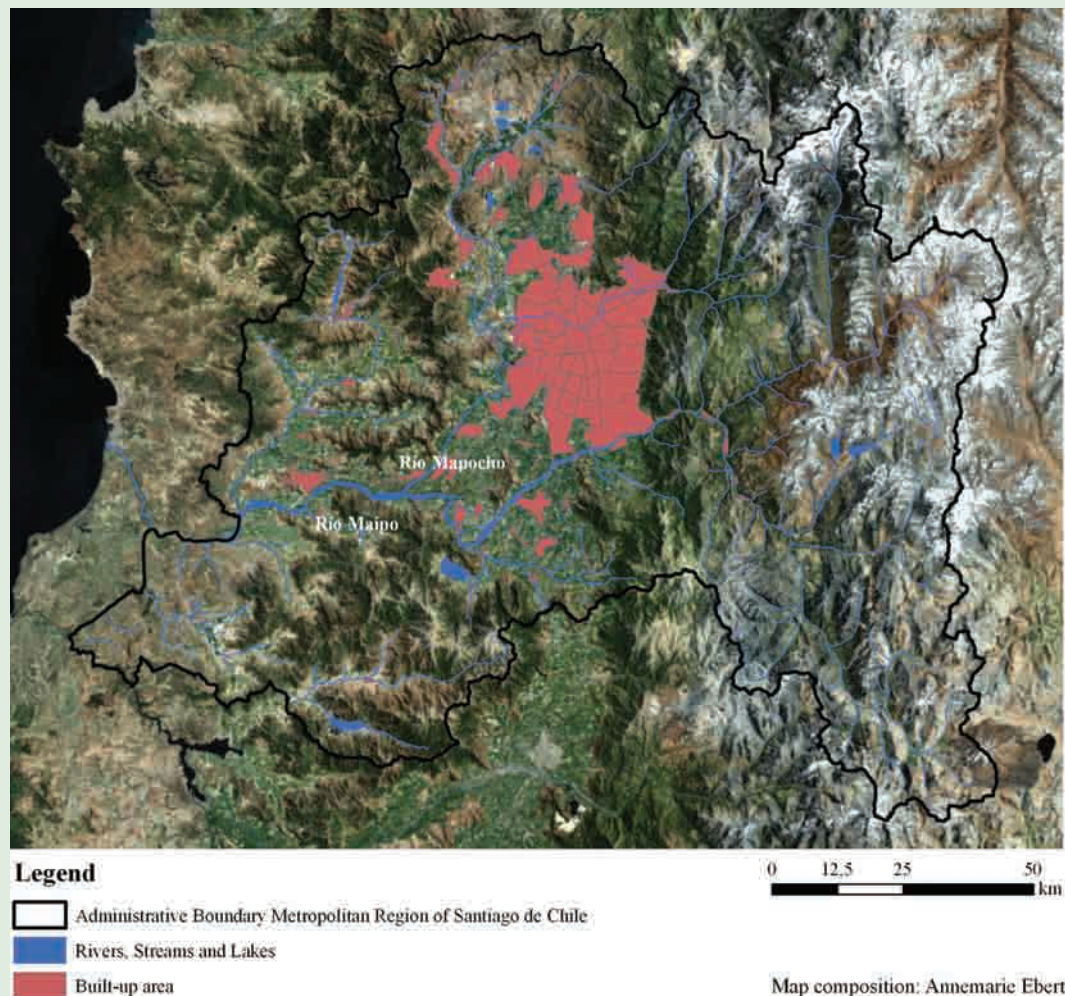 Río Mapocito
Río Maipo
Legend
Administrative Boundary Metropolitan Region of Santiago de Chile
Rivers, Streams and Lakes
Built-up area
0 12,5 25 50
km
Map composition: Annemarie Ebert